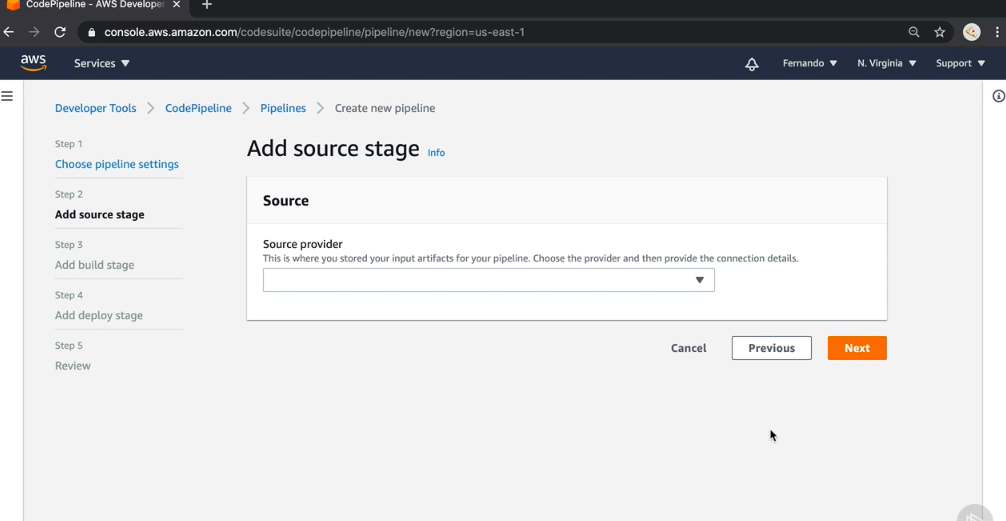 CodePipeline - AWS Developer
console.aws.amazon.com/codesuite/codepipeline/pipeline/new?region=us-east-1
aws Services Fernando N. Virginia Support
Developer Tools CodePipeline Pipelines Create new pipeline
Step 1
Choose pipeline settings
Step 2
Add source stage
Step 3
Add build stage
Step 4
Add deploy stage
Step 5
Review
Add source stage Info
Source
Source provider
This is where you stored your input artifacts for your pipeline. Choose the provider and then provide the connection details.
Cancel Previous Next